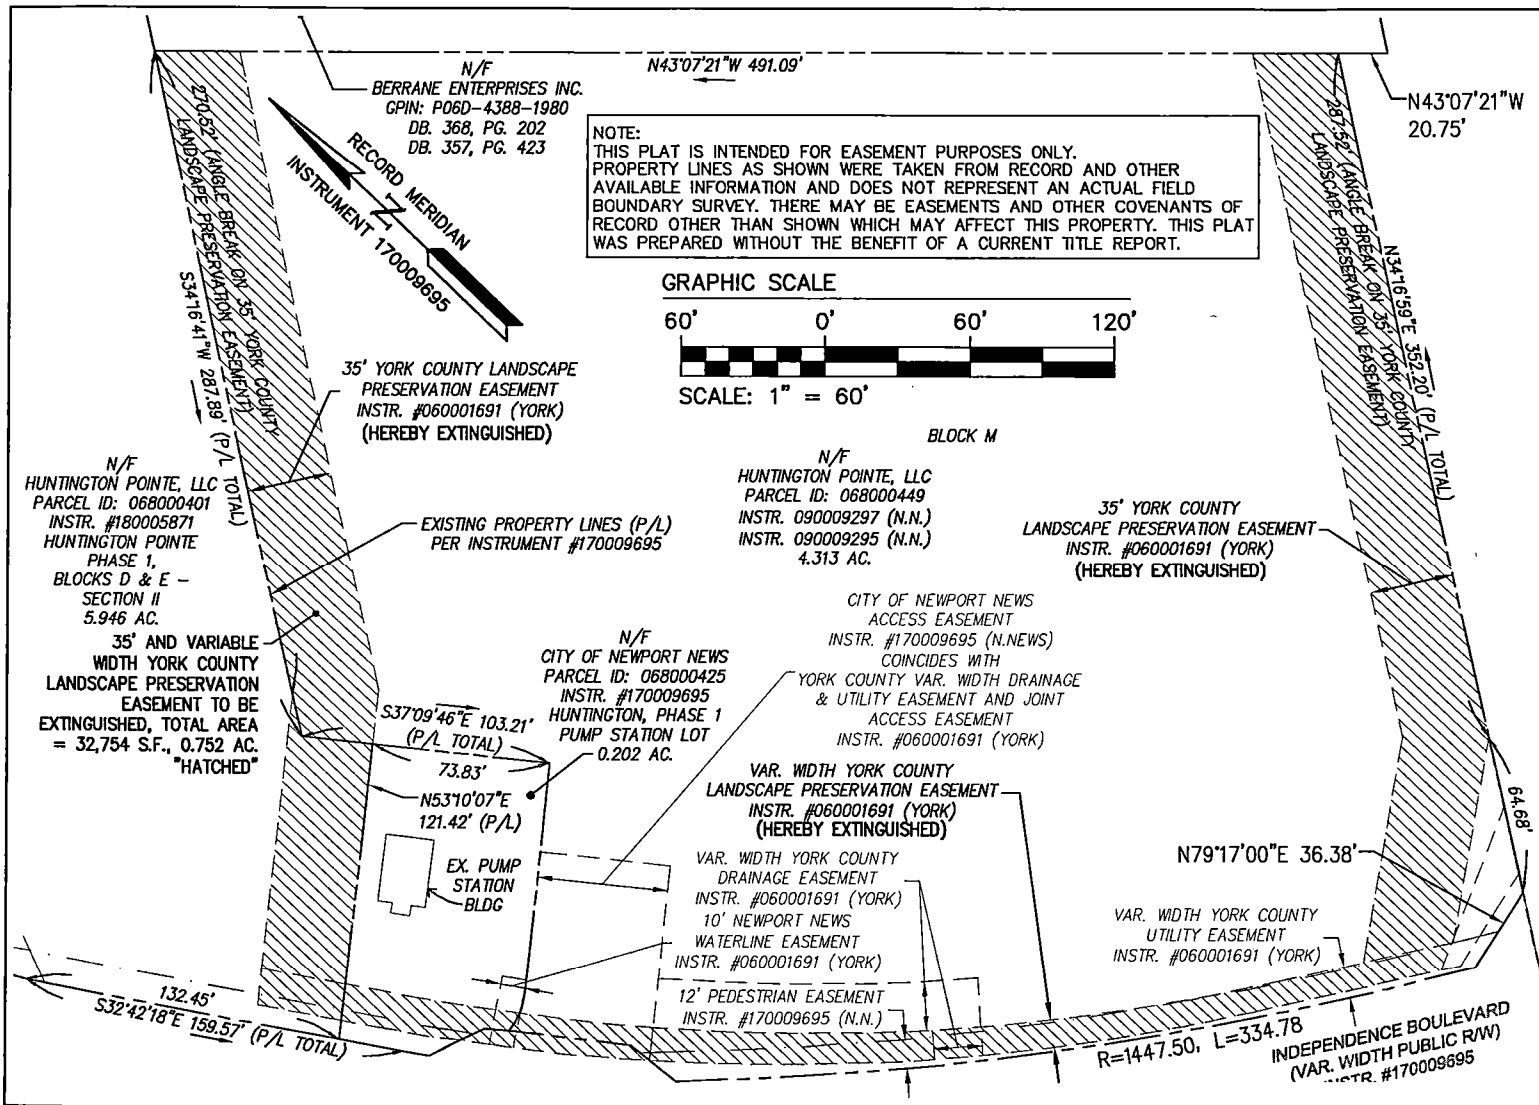 N/F
BERRANE ENTERPRISES INC.
GPIN: P06D-4388-1980
DB. 368, PG. 202
DB. 357, PG. 423
N43°07'21"W 491.09'
N43°07'21"W
20.75'
NOTE:
THIS PLAT IS INTENDED FOR EASEMENT PURPOSES ONLY.
PROPERTY LINES AS SHOWN WERE TAKEN FROM RECORD AND OTHER
AVAILABLE INFORMATION AND DOES NOT REPRESENT AN ACTUAL FIELD
BOUNDARY SURVEY. THERE MAY BE EASEMENTS AND OTHER COVENANTS OF
RECORD OTHER THAN SHOWN WHICH MAY AFFECT THIS PROPERTY. THIS PLAT
WAS PREPARED WITHOUT THE BENEFIT OF A CURRENT TITLE REPORT.
RECORD MERIDIAN
N
INSTRUMENT 170009695
270.52' (ANGLE BREAK ON 35' YORK COUNTY
LANDSCAPE PRESERVATION EASEMENT)
S34°16'41"W 287.89' (P/L TOTAL)
287.52' (ANGLE BREAK ON 35' YORK COUNTY
LANDSCAPE PRESERVATION EASEMENT)
N34°16'59"E 352.20' (P/L TOTAL)
GRAPHIC SCALE
60' 0' 60' 120'
SCALE: 1" = 60'
35' YORK COUNTY LANDSCAPE
PRESERVATION EASEMENT
INSTR. #060001691 (YORK)
(HEREBY EXTINGUISHED)
BLOCK M
N/F
HUNTINGTON POINTE, LLC
PARCEL ID: 068000449
INSTR. 090009297 (N.N.)
INSTR. 090009295 (N.N.)
4.313 AC.
N/F
HUNTINGTON POINTE, LLC
PARCEL ID: 068000401
INSTR. #180005871
HUNTINGTON POINTE
PHASE 1,
BLOCKS D & E –
SECTION II
5.946 AC.
EXISTING PROPERTY LINES (P/L)
PER INSTRUMENT #170009695
35' YORK COUNTY
LANDSCAPE PRESERVATION EASEMENT
INSTR. #060001691 (YORK)
(HEREBY EXTINGUISHED)
35' AND VARIABLE
WIDTH YORK COUNTY
LANDSCAPE PRESERVATION
EASEMENT TO BE
EXTINGUISHED, TOTAL AREA
= 32,754 S.F., 0.752 AC.
"HATCHED"
N/F
CITY OF NEWPORT NEWS
PARCEL ID: 068000425
INSTR. #170009695
HUNTINGTON, PHASE 1
PUMP STATION LOT
0.202 AC.
CITY OF NEWPORT NEWS
ACCESS EASEMENT
INSTR. #170009695 (N.NEWS)
COINCIDES WITH
YORK COUNTY VAR. WIDTH DRAINAGE
& UTILITY EASEMENT AND JOINT
ACCESS EASEMENT
INSTR. #060001691 (YORK)
S37°09'46"E 103.21'
(P/L TOTAL)
73.83'
N53°10'07"E
121.42' (P/L)
EX. PUMP
STATION
BLDG
VAR. WIDTH YORK COUNTY
LANDSCAPE PRESERVATION EASEMENT
INSTR. #060001691 (YORK)
(HEREBY EXTINGUISHED)
VAR. WIDTH YORK COUNTY
DRAINAGE EASEMENT
INSTR. #060001691 (YORK)
10' NEWPORT NEWS
WATERLINE EASEMENT
INSTR. #060001691 (YORK)
12' PEDESTRIAN EASEMENT
INSTR. #170009695 (N.N.)
64.68'
N79°17'00"E 36.38'
VAR. WIDTH YORK COUNTY
UTILITY EASEMENT
INSTR. #060001691 (YORK)
132.45'
S32°42'18"E 159.57' (P/L TOTAL)
R=1447.50, L=334.78
INDEPENDENCE BOULEVARD
(VAR. WIDTH PUBLIC R/W)
INSTR. #170009695